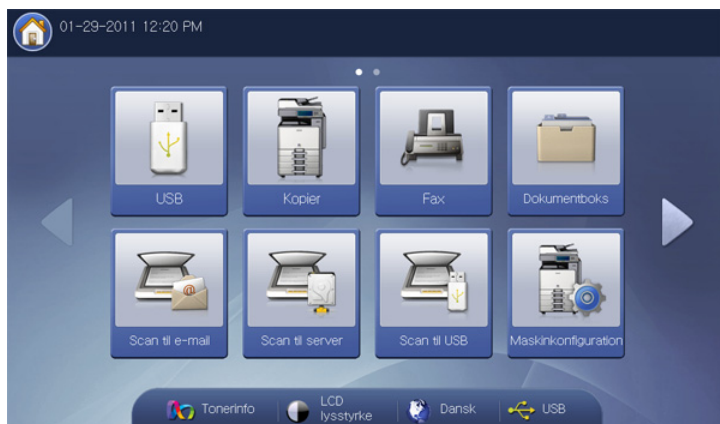 01-29-2011 12:20 PM
USB
Kopier
Fax
Dokumentboks
Scan til e-mail
Scan til server
Scan til USB
Maskinkonfiguration
TonerInfo
LCD
lysstyrke
Dansk
USB